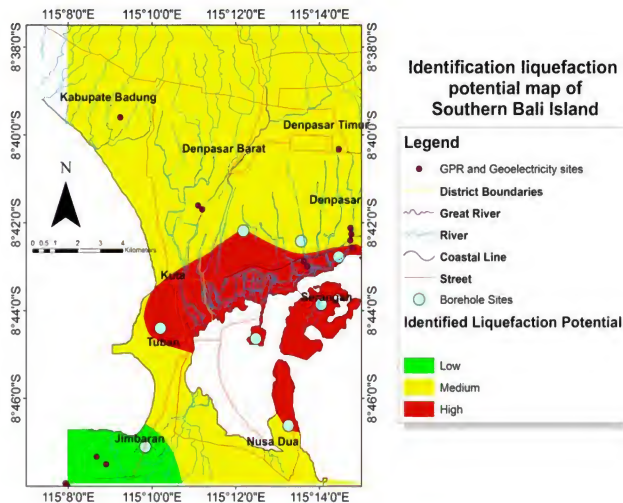 115°8'0"E 115°10'0"E 115°12'0"E 115°14'0"E
8°38'0"S
8°38'0"S
Kabupate Badung
8°40'0"S
Denpasar Timur
8°40'0"S
Denpasar Barat
N
Denpasar
8°42'0"S
8°42'0"S
0 0.5 1 2 3 4
Kilometers
Kuta
Serangan
8°44'0"S
8°44'0"S
Tuban
8°46'0"S
8°46'0"S
Jimbaran
Nusa Dua
115°8'0"E 115°10'0"E 115°12'0"E 115°14'0"E
Identification liquefaction
potential map of
Southern Bali Island
Legend
GPR and Geoelectricity sites
District Boundaries
Great River
River
Coastal Line
Street
Borehole Sites
Identified Liquefaction Potential
Low
Medium
High